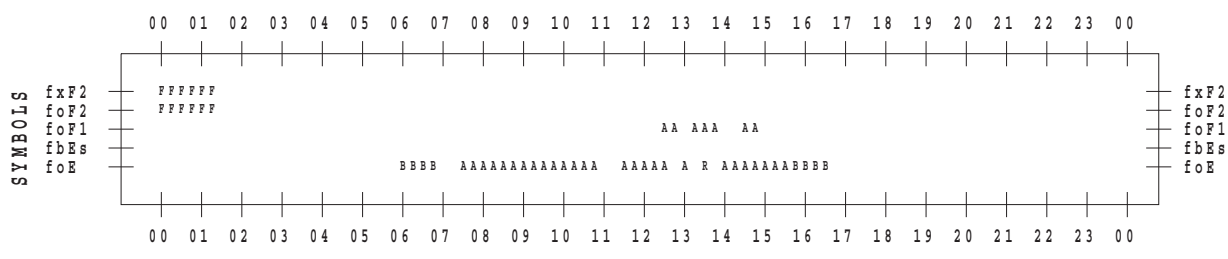 00 01 02 03 04 05 06 07 08 09 10 11 12 13 14 15 16 17 18 19 20 21 22 23 00
SYMBOLS
fxF2 FFFFFF fxF2
foF2 FFFFFF foF2
foF1 AA AAA AA foF1
fbEs fbEs
foE BBBB AAAAAAAAAAAAAA AAAAA A R AAAAAAABBBB foE
00 01 02 03 04 05 06 07 08 09 10 11 12 13 14 15 16 17 18 19 20 21 22 23 00